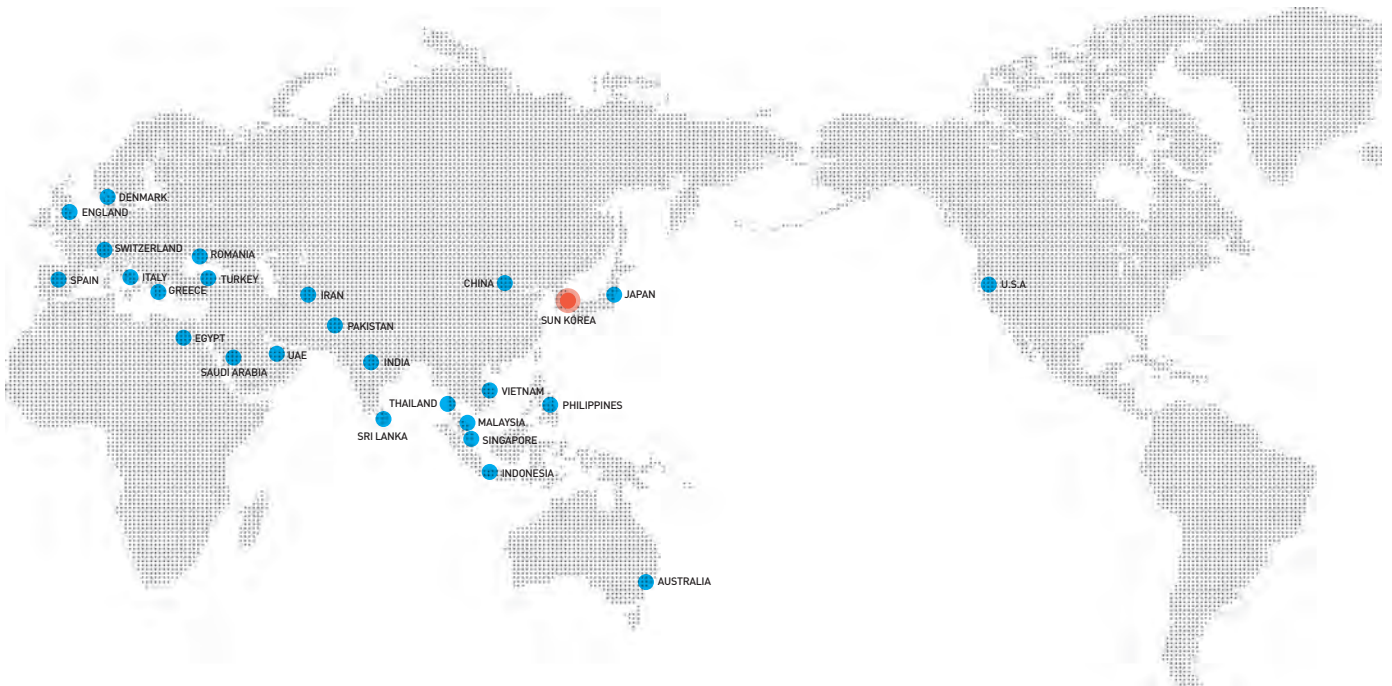 DENMARK
ENGLAND
SWITZERLAND
ROMANIA
SPAIN
ITALY
TURKEY
GREECE
IRAN
CHINA
JAPAN
U.S.A
SUN KOREA
PAKISTAN
EGYPT
UAE
SAUDI ARABIA
INDIA
VIETNAM
THAILAND
PHILIPPINES
MALAYSIA
SRI LANKA
SINGAPORE
INDONESIA
AUSTRALIA